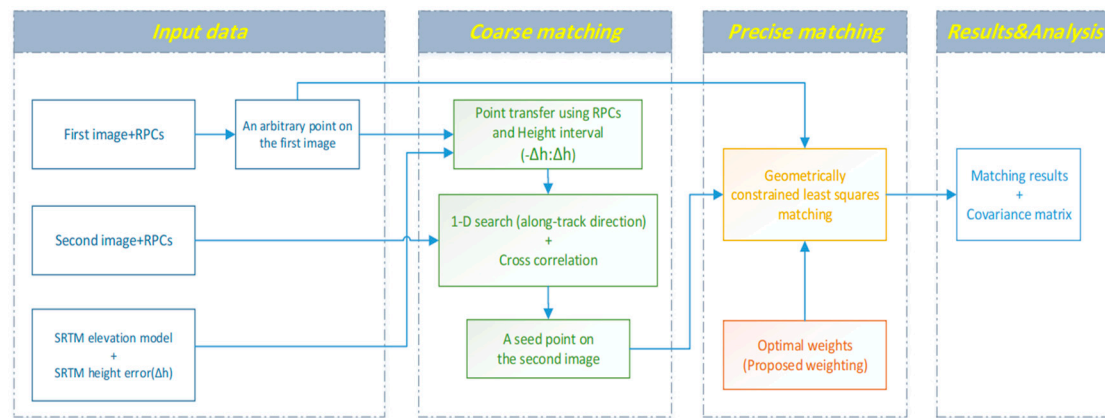 Input data
Coarse matching
Precise matching
Results&Analysis
First image+RPCs
An arbitrary point on
the first image
Second image+RPCs
SRTM elevation model
+
SRTM height error(Δh)
Point transfer using RPCs
and Height interval
(-Δh:Δh)
1-D search (along-track direction)
+
Cross correlation
A seed point on
the second image
Geometrically
constrained least squares
matching
Optimal weights
(Proposed weighting)
Matching results
+
Covariance matrix